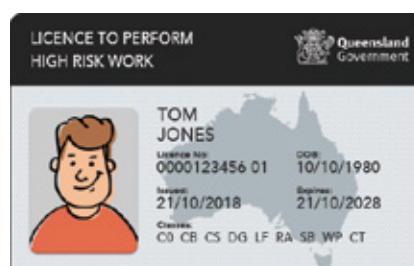 LICENCE TO PERFORM
HIGH RISK WORK
Queensland
Government
TOM
JONES
Licence No: DOB:
0000123456 01 10/10/1980
Issued: Expires:
21/10/2018 21/10/2028
Classes:
C0 CB CS DG LF RA SB WP CT